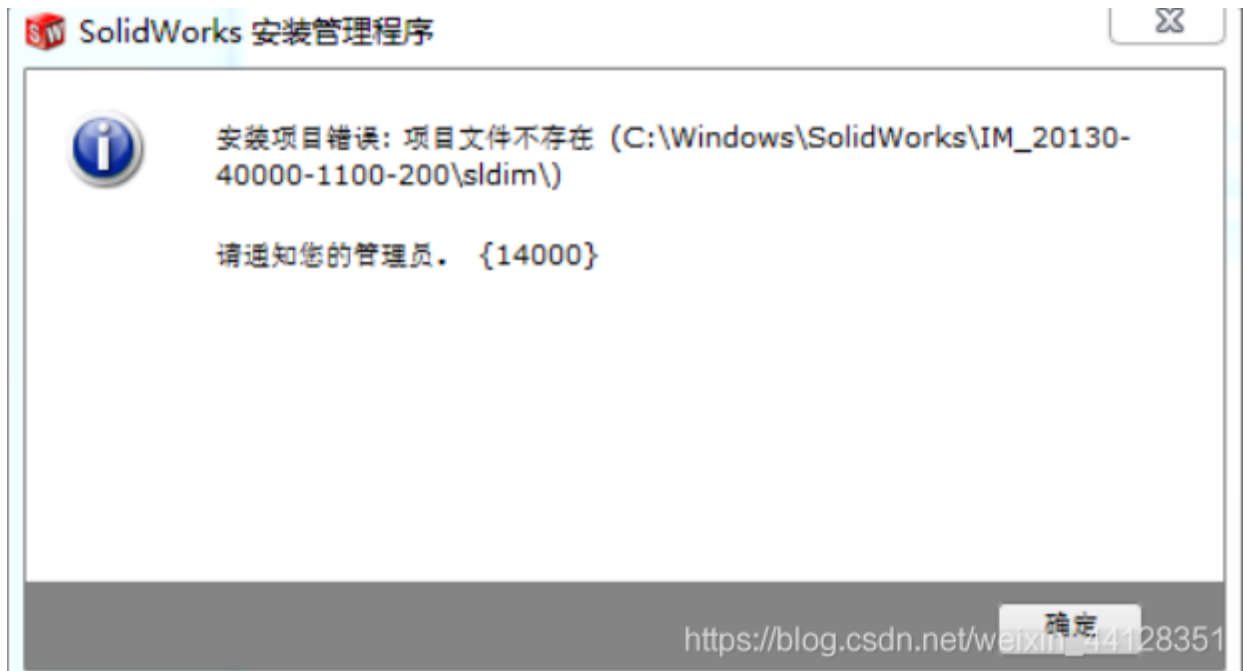 SW SolidWorks 安装管理程序
安装项目错误: 项目文件不存在 (C:\Windows\SolidWorks\IM_20130-
40000-1100-200\sldim\)
请通知您的管理员. {14000}
确定
https://blog.csdn.net/weixin_44128351